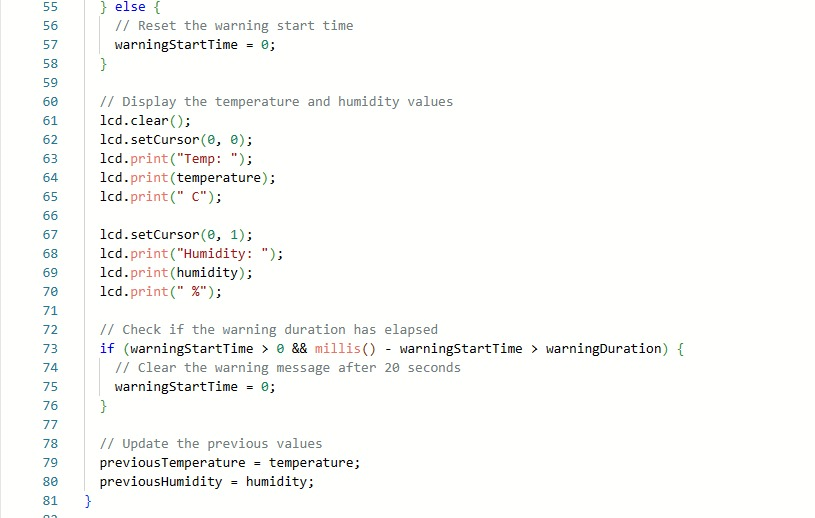 55 } else {
56 // Reset the warning start time
57 warningStartTime = 0;
58 }
59
60 // Display the temperature and humidity values
61 lcd.clear();
62 lcd.setCursor(0, 0);
63 lcd.print("Temp: ");
64 lcd.print(temperature);
65 lcd.print(" C");
66
67 lcd.setCursor(0, 1);
68 lcd.print("Humidity: ");
69 lcd.print(humidity);
70 lcd.print(" %");
71
72 // Check if the warning duration has elapsed
73 if (warningStartTime > 0 && millis() - warningStartTime > warningDuration) {
74 // Clear the warning message after 20 seconds
75 warningStartTime = 0;
76 }
77
78 // Update the previous values
79 previousTemperature = temperature;
80 previousHumidity = humidity;
81 }